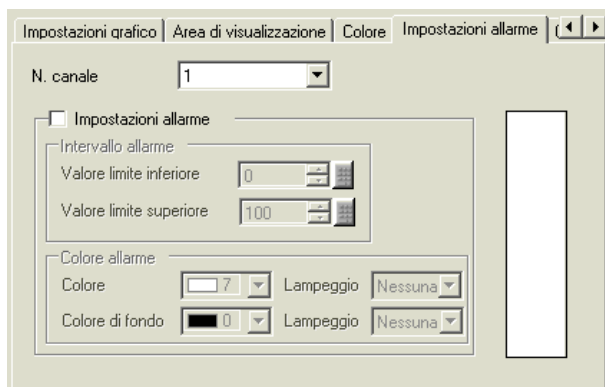 Impostazioni grafico Area di visualizzazione Colore Impostazioni allarme
N. canale 1
Impostazioni allarme
Intervallo allarme
Valore limite inferiore 0
Valore limite superiore 100
Colore allarme
Colore 7 Lampeggio Nessuna
Colore di fondo 0 Lampeggio Nessuna